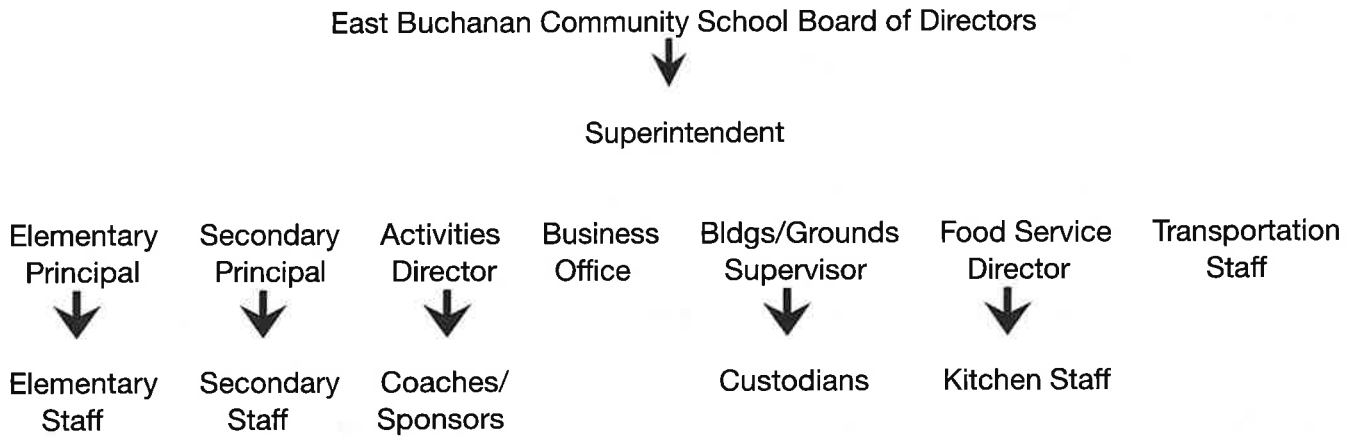 East Buchanan Community School Board of Directors
Superintendent
Elementary Principal
Secondary Principal
Activities Director
Business Office
Bldgs/Grounds Supervisor
Food Service Director
Transportation Staff
Elementary Staff
Secondary Staff
Coaches/ Sponsors
Custodians
Kitchen Staff